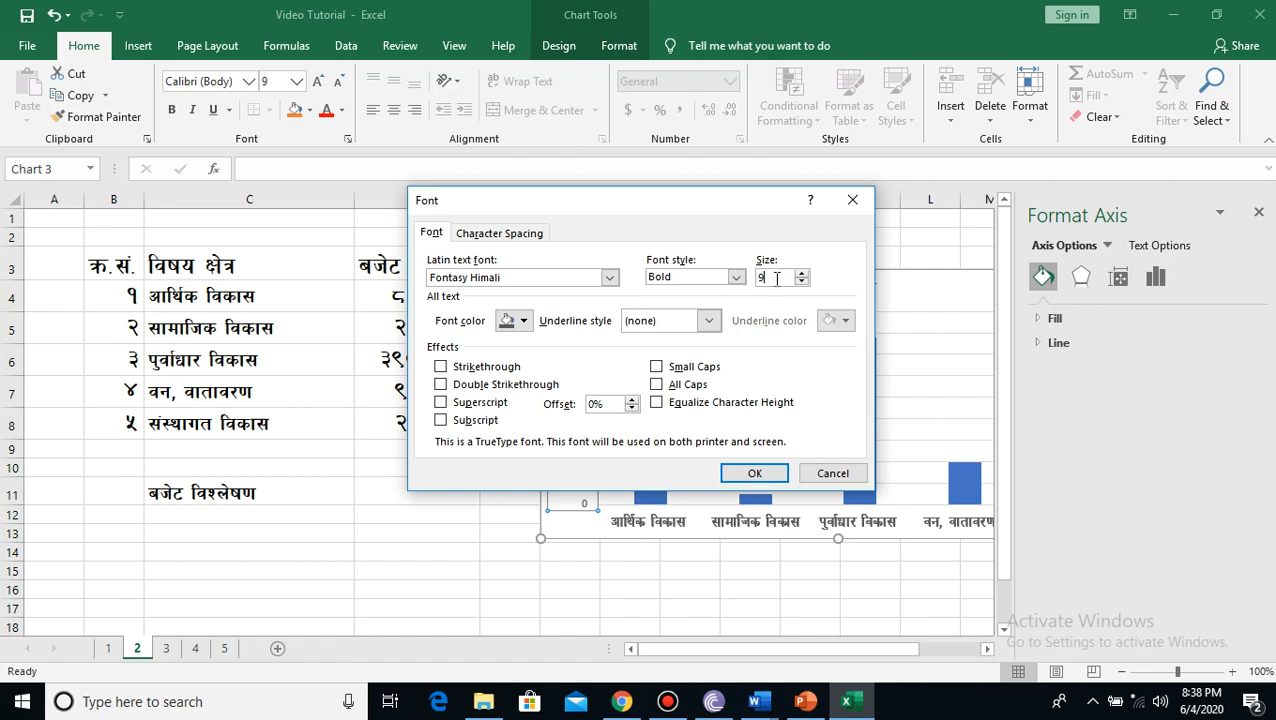 Video Tutorial - Excel
Chart Tools
Sign in
File Home Insert Page Layout Formulas Data Review View Help Design Format Tell me what you want to do Share
Paste
Cut
Copy
Format Painter
Calibri (Body) 9
B I U
Wrap Text
Merge & Center
General
$ % ,
Conditional Formatting
Format as Table
Cell Styles
Insert
Delete
Format
AutoSum
Fill
Clear
Sort & Filter
Find & Select
Clipboard Font Alignment Number Styles Cells Editing
Chart 3
fx
A B C L M
1
2
3 क्र.सं. विषय क्षेत्र बजेट
4 १ आर्थिक विकास ८
5 २ सामाजिक विकास २
6 ३ पुर्वाधार विकास ३९
7 ४ वन, वातावरण ९
8 ५ संस्थागत विकास २
9
10
11 बजेट विश्लेषण
12
13
14
15
16
17
18
0
आर्थिक विकास सामाजिक विकास पुर्वाधार विकास वन, वातावरण
Font
?
Font Character Spacing
Latin text font: Font style: Size:
Fontasy Himali Bold 9
All text
Font color Underline style (none) Underline color
Effects
Strikethrough Small Caps
Double Strikethrough All Caps
Superscript Offset: 0% Equalize Character Height
Subscript
This is a TrueType font. This font will be used on both printer and screen.
OK Cancel
Format Axis
Axis Options Text Options
Fill
Line
Activate Windows
Go to Settings to activate Windows.
1 2 3 4 5
Ready
100%
Type here to search
8:38 PM
6/4/2020
2